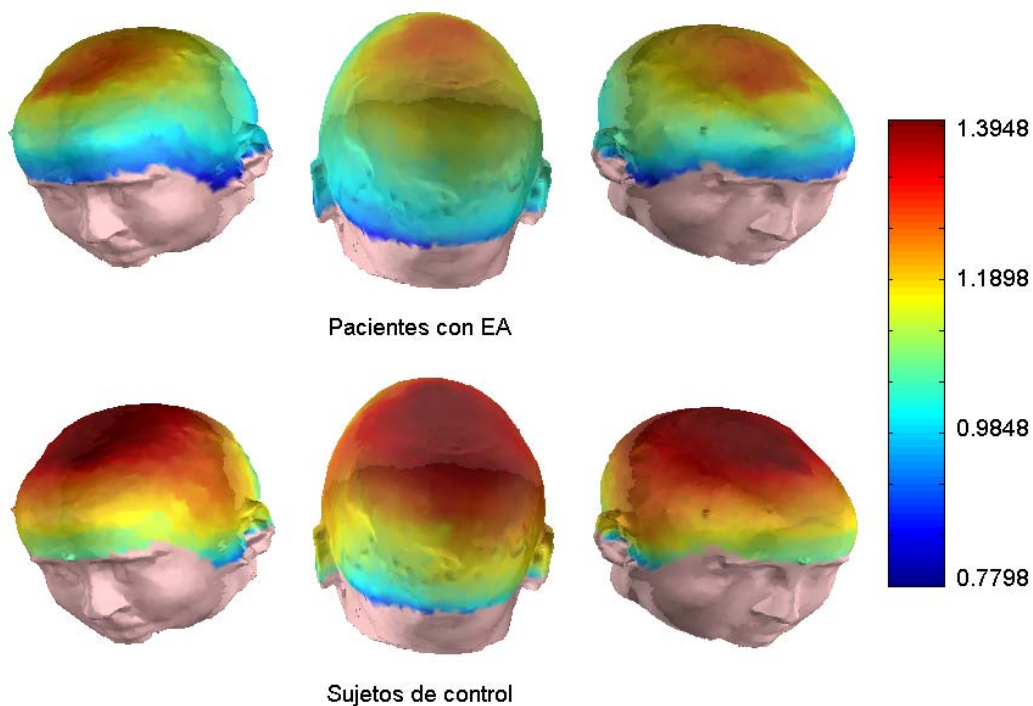 1.3948
1.1898
Pacientes con EA
0.9848
0.7798
Sujetos de control